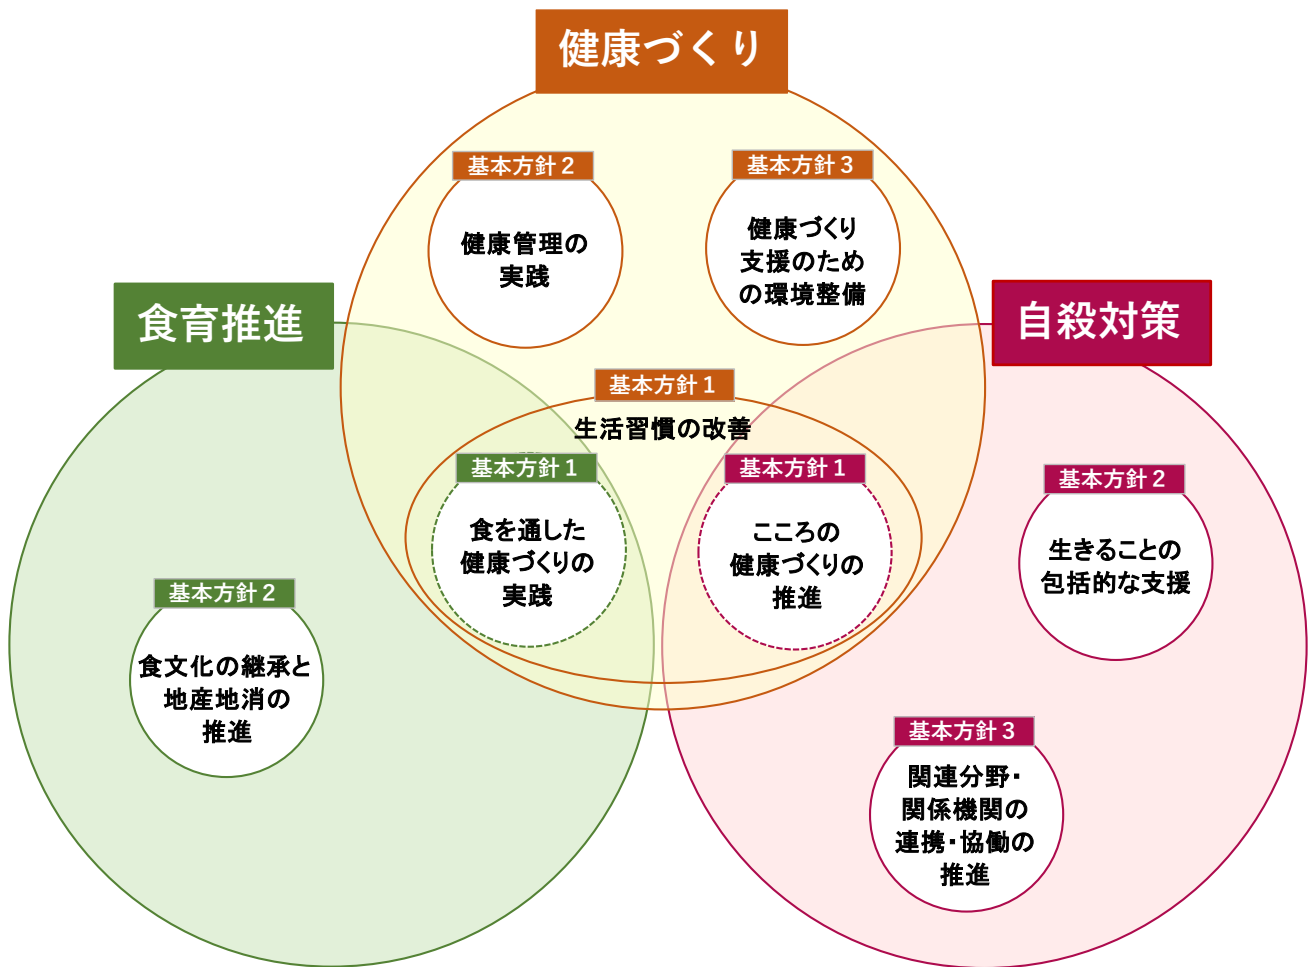 健康づくり
基本方針２
健康管理の
実践
基本方針３
健康づくり
支援のため
の環境整備
食育推進
自殺対策
基本方針１
生活習慣の改善
基本方針１
食を通した
健康づくりの
実践
基本方針１
こころの
健康づくりの
推進
基本方針２
生きることの
包括的な支援
基本方針２
食文化の継承と
地産地消の
推進
基本方針３
関連分野・
関係機関の
連携・協働の
推進